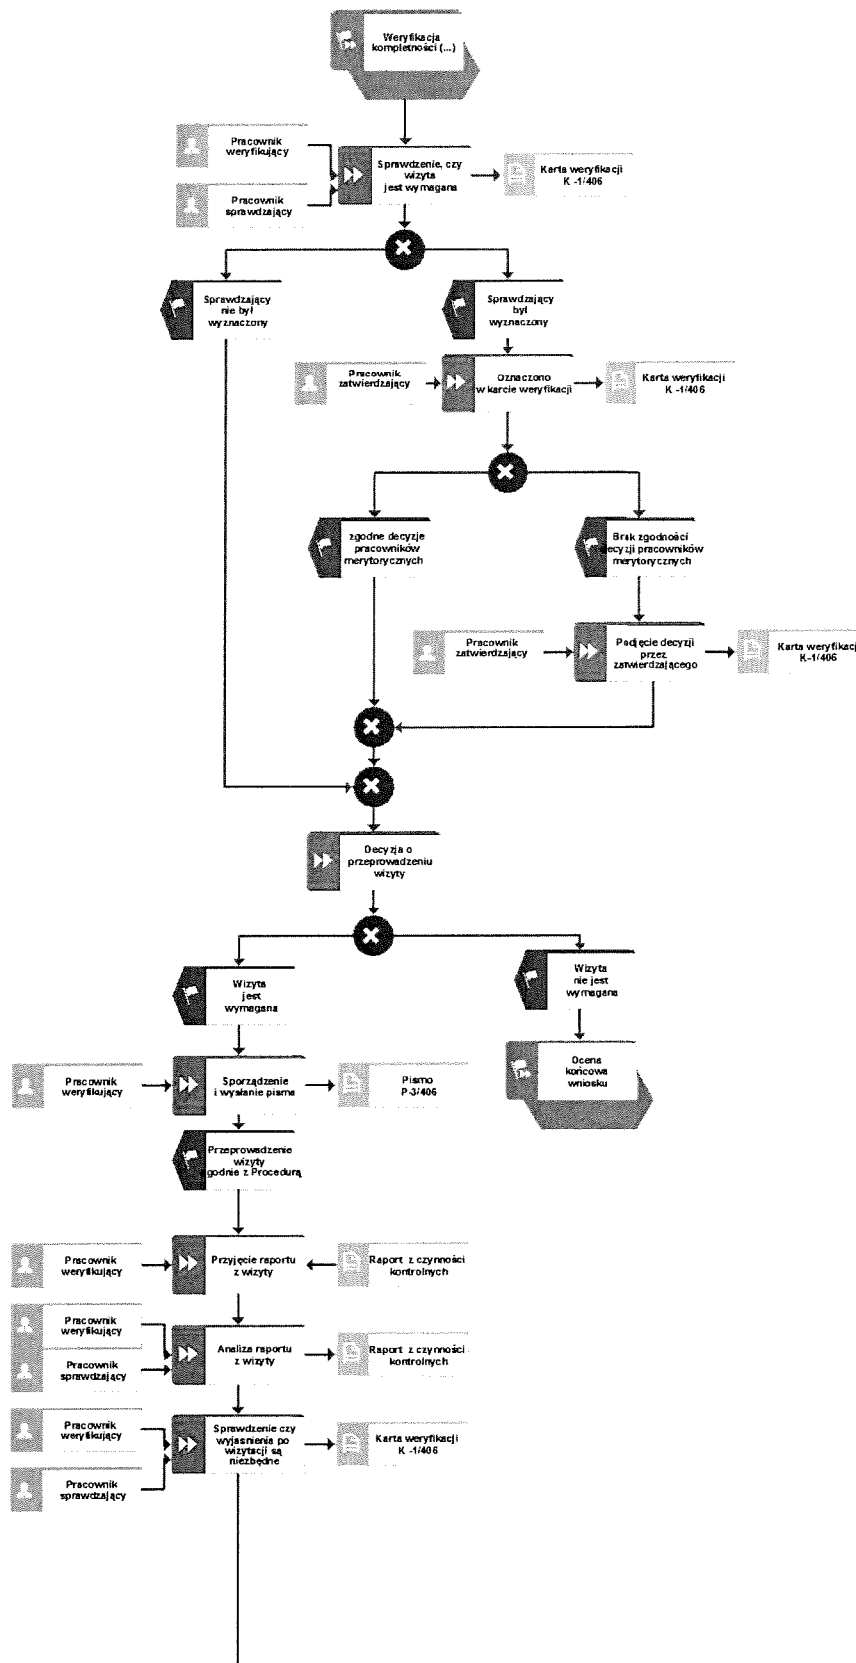 Weryfikacja
kompletności (...)
Pracownik
weryfikujący
Sprawdzenie, czy
wizyta
jest wymagana
Karta weryfikacji
K -1/406
Pracownik
sprawdzający
Sprawdzający
nie był
wyznaczony
Sprawdzający
był
wyznaczony
Pracownik
zatwierdzający
Oznaczono
w karcie weryfikacji
Karta weryfikacji
K -1/406
zgodne decyzje
pracowników
merytorycznych
Brak zgodności
decyzji pracowników
merytorycznych
Pracownik
zatwierdzający
Podjęcie decyzji
przez
zatwierdzającego
Karta weryfikacji
K-1/406
Decyzja o
przeprowadzeniu
wizyty
Wizyta
jest
wymagana
Wizyta
nie jest
wymagana
Pracownik
weryfikujący
Sporządzenie
i wysłanie pisma
Pismo
P-3/406
Ocena
końcowa
wniosku
Przeprowadzenie
wizyty
zgodnie z Procedurą
Pracownik
weryfikujący
Przyjęcie raportu
z wizyty
Raport z czynności
kontrolnych
Pracownik
weryfikujący
Pracownik
sprawdzający
Analiza raportu
z wizyty
Raport z czynności
kontrolnych
Pracownik
weryfikujący
Sprawdzenie czy
wyjaśnienia po
wizytacji są
niezbędne
Karta weryfikacji
K -1/406
Pracownik
sprawdzający